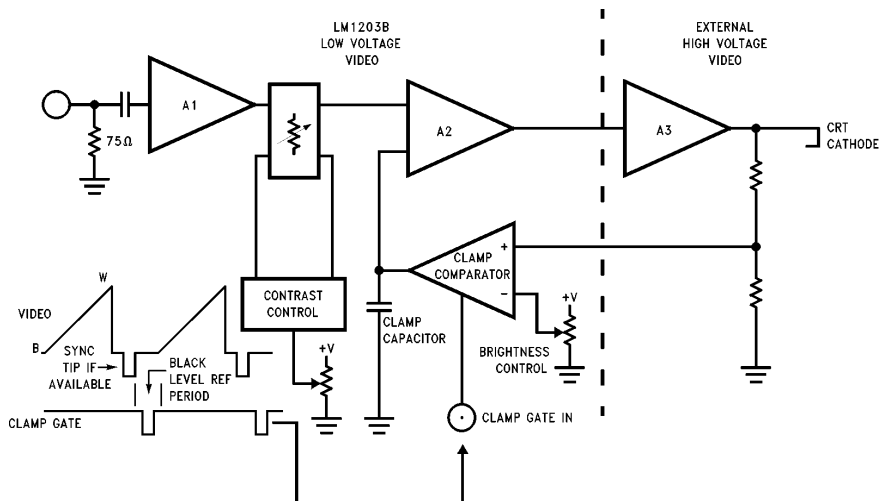 LM1203B
LOW VOLTAGE
VIDEO
EXTERNAL
HIGH VOLTAGE
VIDEO
A1
A2
A3
75Ω
CRT
CATHODE
+
CLAMP
COMPARATOR
−
CONTRAST
CONTROL
CLAMP
CAPACITOR
+V
BRIGHTNESS
CONTROL
+V
W
VIDEO
B
SYNC
TIP IF
AVAILABLE
BLACK
LEVEL REF
PERIOD
CLAMP GATE
CLAMP GATE IN